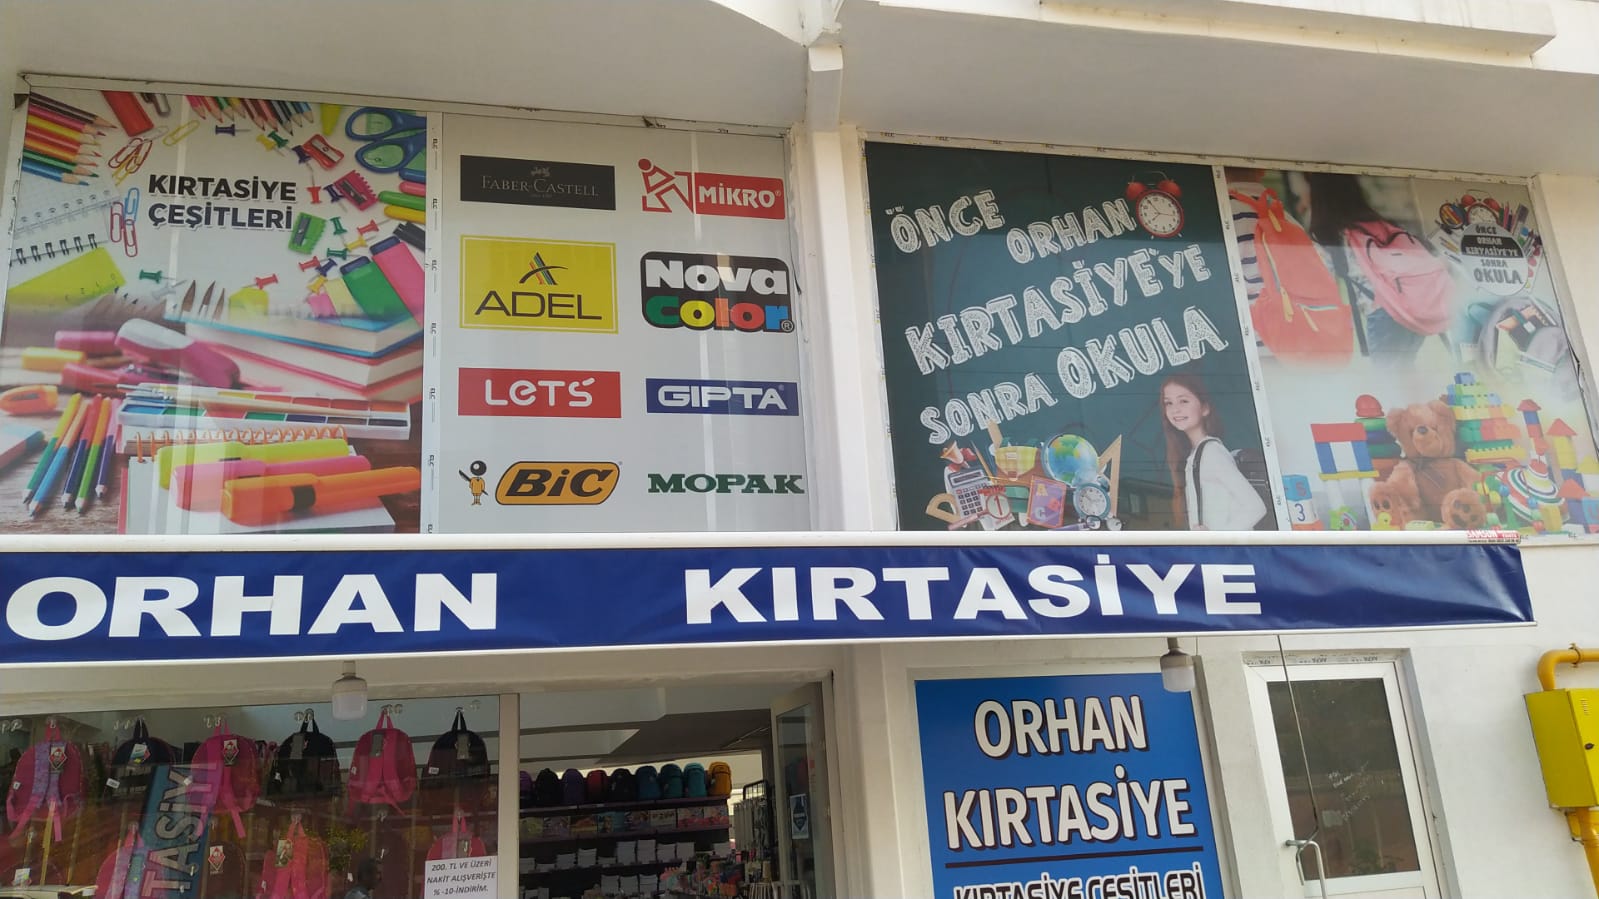 KIRTASİYE
ÇEŞİTLERİ
FABER-CASTELL
MİKRO®
ADEL
Nova
Color®
LETS
GIPTA®
BiC®
MOPAK
ÖNCE
ORHAN
KIRTASİYE'YE
SONRA OKULA
ÖNCE
ORHAN
KIRTASİYE'YE
SONRA
OKULA
ORHAN KIRTASİYE
ORHAN
KIRTASİYE
KIRTASİYE ÇEŞİTLERİ
200. TL VE ÜZERİ
NAKİT ALIŞVERİŞTE
% -10-İNDİRİM.